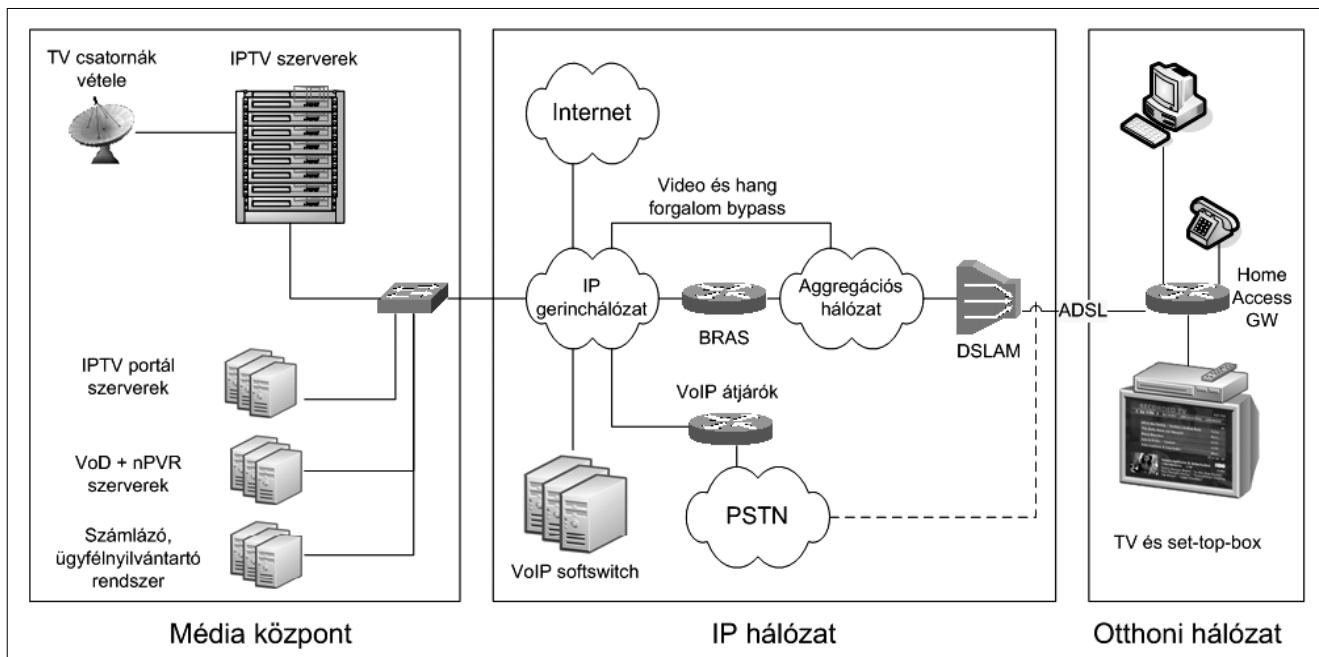 TV csatornák
vétele
IPTV szerverek
IPTV portál
szerverek
VoD + nPVR
szerverek
Számlázó,
ügyfélnyilvántartó
rendszer
Média központ
Internet
Video és hang
forgalom bypass
IP
gerinchálózat
BRAS
Aggregációs
hálózat
DSLAM
VoIP átjárók
PSTN
VoIP softswitch
IP hálózat
ADSL
Home
Access
GW
TV és set-top-box
Otthoni hálózat